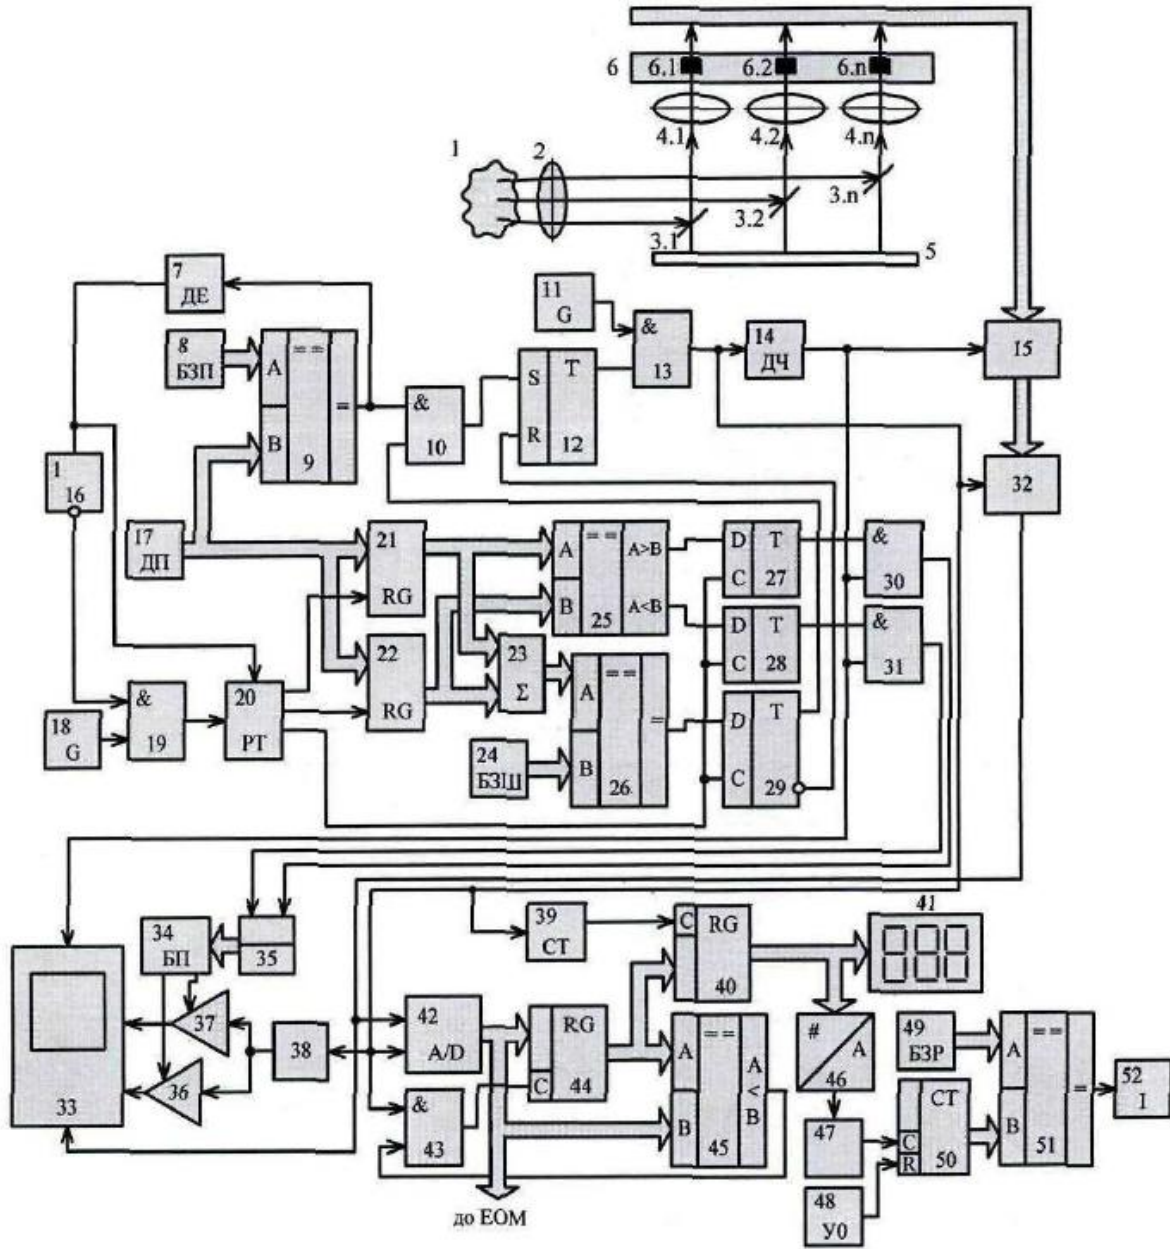 6
6.1
6.2
6.n
4.1
4.2
4.n
1
2
3.n
3.2
3.1
5
7
ДЕ
11
G
8
БЗП
A
= =
=
B
9
&
10
S
T
R
12
&
13
14
ДЧ
15
1
16
32
17
ДП
21
RG
A
= =
A>B
B
A<B
25
D
T
C
27
&
30
22
RG
23
Σ
D
T
C
28
&
31
18
G
&
19
20
РТ
A
= =
=
B
26
24
БЗШ
D
T
C
29
34
БП
35
39
СТ
C
RG
40
41
33
37
36
38
42
A/D
RG
C
44
A
= =
A
<
B
B
45
&
43
#
A
46
49
БЗР
A
= =
=
B
51
52
І
47
СТ
C
R
50
48
У0
до ЕОМ